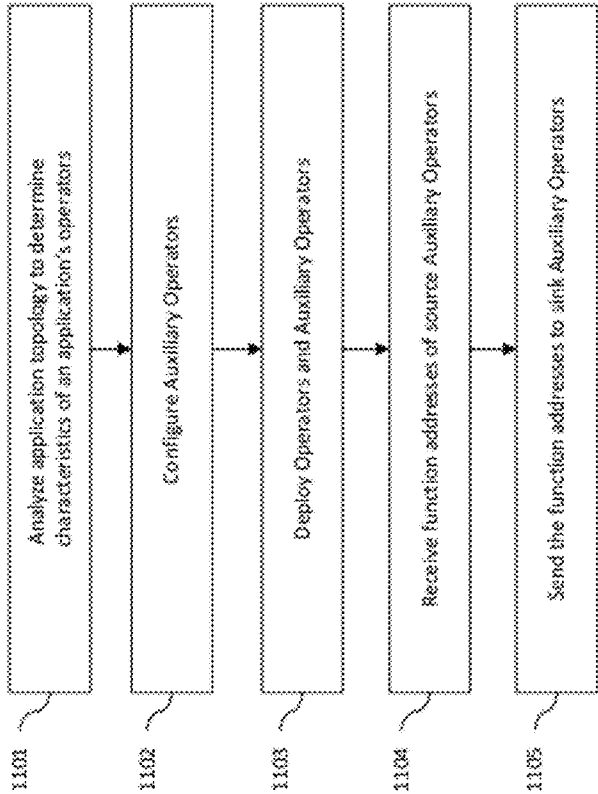 1101
Analyze application topology to determine
characteristics of an application's operators
1102
Configure Auxiliary Operators
1103
Deploy Operators and Auxiliary Operators
1104
Receive function addresses of source Auxiliary Operators
1105
Send the function addresses to sink Auxiliary Operators